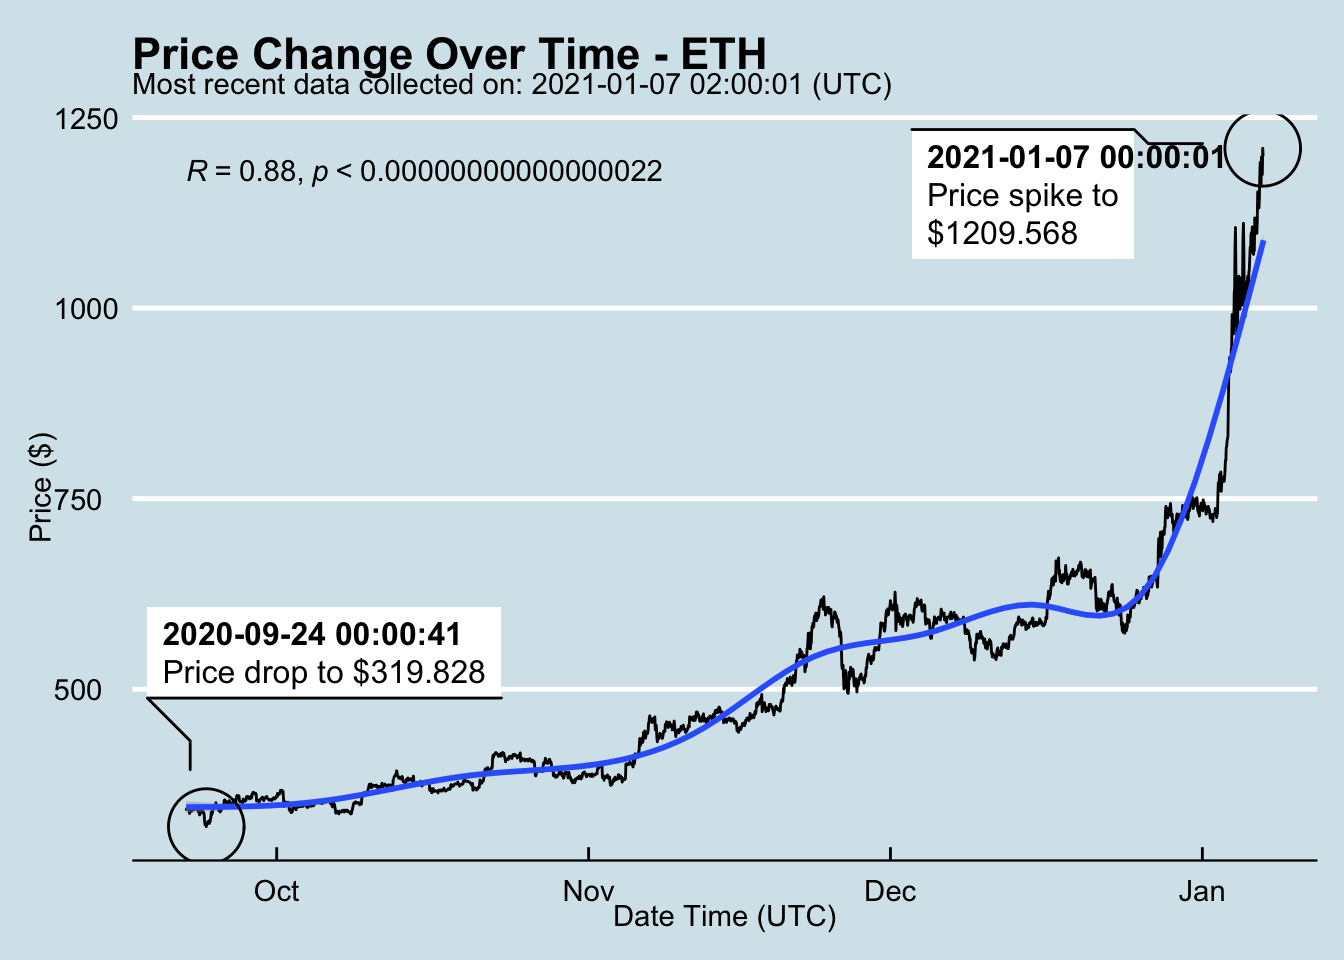 Price Change Over Time - ETH
Most recent data collected on: 2021-01-07 02:00:01 (UTC)
1250
R = 0.88, p < 0.00000000000000022
2021-01-07 00:00:01
Price spike to
$1209.568
1000
750
Price ($)
2020-09-24 00:00:41
Price drop to $319.828
500
Oct
Nov
Dec
Jan
Date Time (UTC)